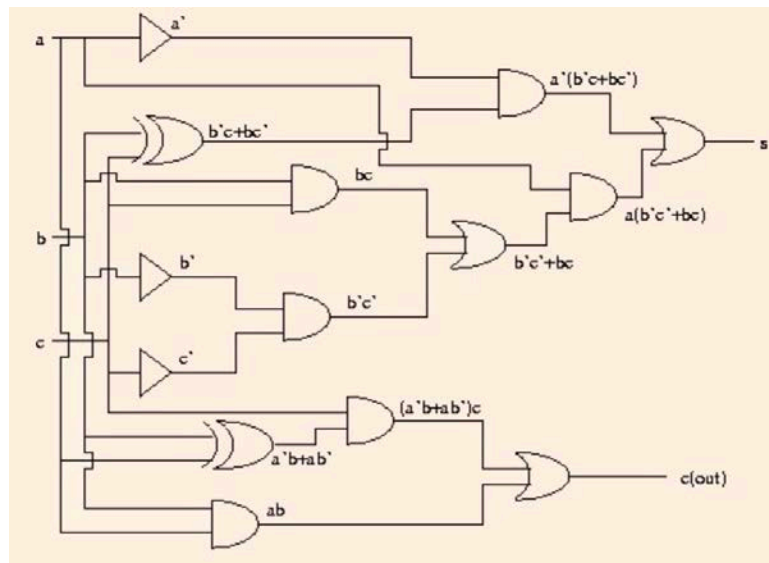 a
a`
a`(b`c+bc`)
b`c+bc`
s
bc
a(b`c`+bc)
b
b`
b`c`+bc
b`c`
c
c`
(a`b+ab`)c
a`b+ab`
c(out)
ab